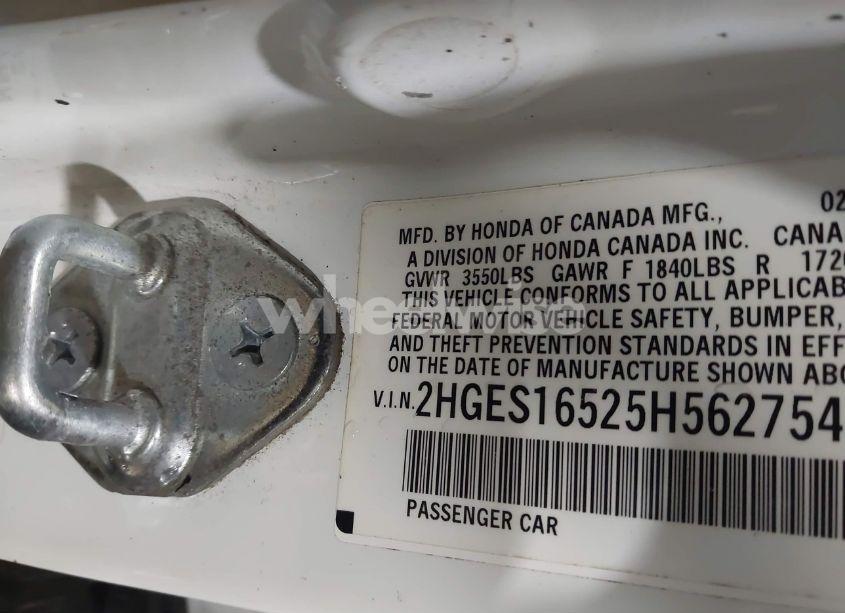 02
MFD. BY HONDA OF CANADA MFG.,
A DIVISION OF HONDA CANADA INC. CANA
GVWR 3550LBS GAWR F 1840LBS R 172
THIS VEHICLE CONFORMS TO ALL APPLICAB
FEDERAL MOTOR VEHICLE SAFETY, BUMPER,
AND THEFT PREVENTION STANDARDS IN EFF
ON THE DATE OF MANUFACTURE SHOWN ABO
V.I.N. 2HGES16525H562754
PASSENGER CAR